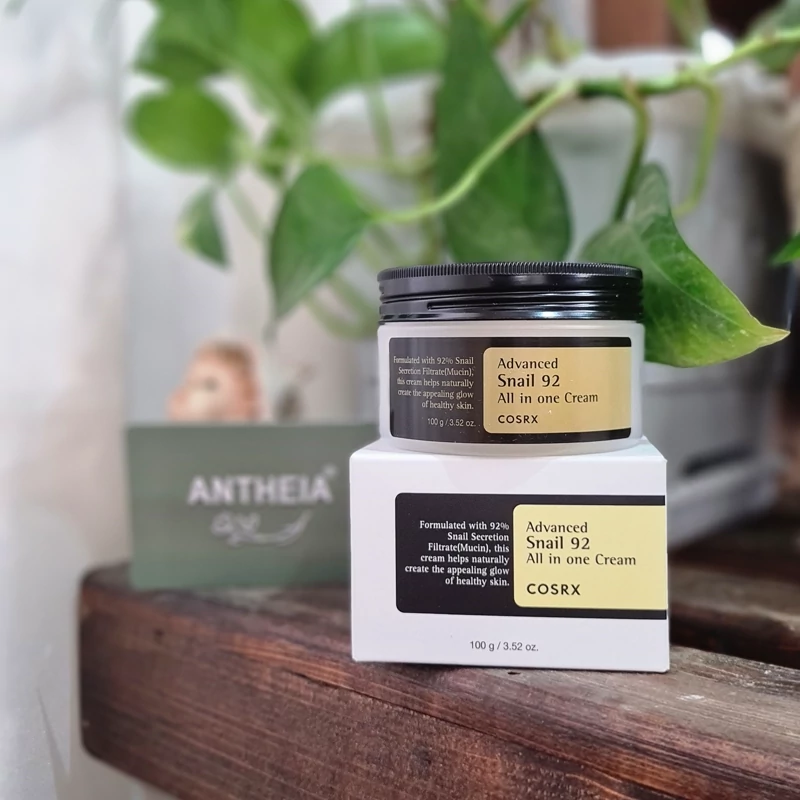 Formulated with 92% Snail
Secretion Filtrate(Mucin),
this cream helps naturally
create the appealing glow
of healthy skin.
100 g / 3.52 oz.
Advanced
Snail 92
All in one Cream
COSRX
ANTHEIA
Formulated with 92%
Snail Secretion
Filtrate(Mucin), this
cream helps naturally
create the appealing glow
of healthy skin.
Advanced
Snail 92
All in one Cream
COSRX
100 g / 3.52 oz.